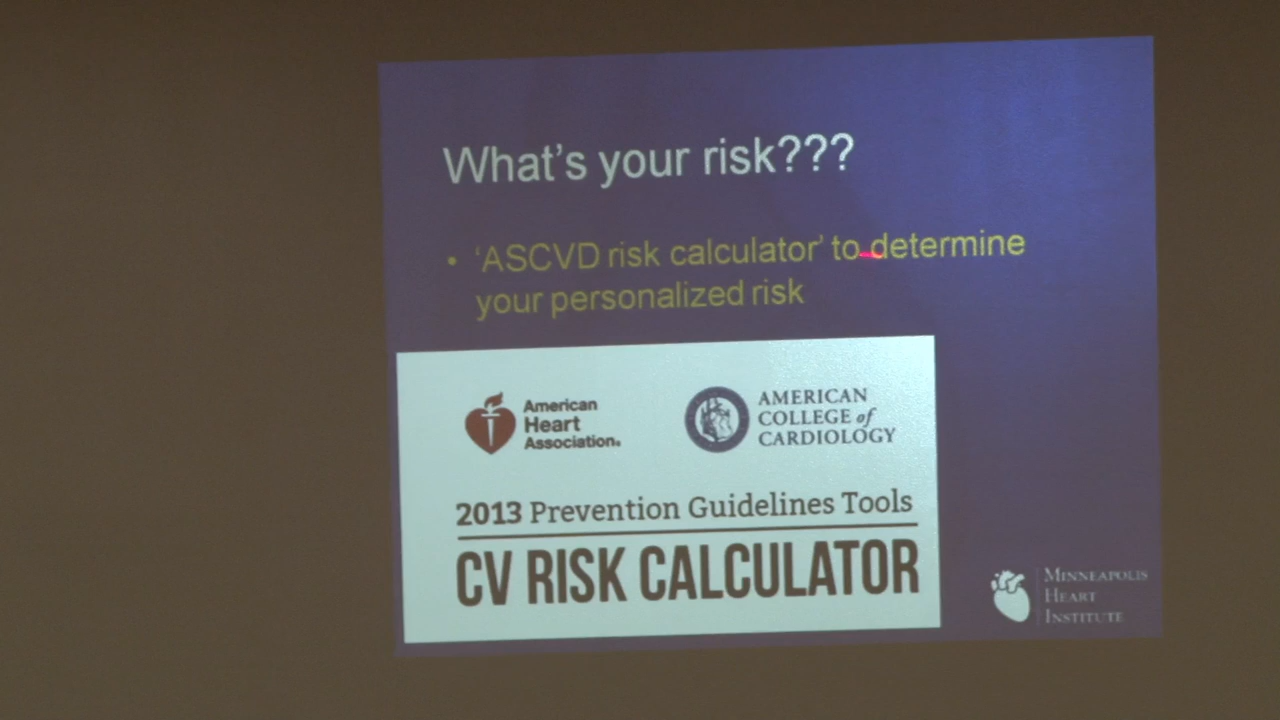 What's your risk???
• 'ASCVD risk calculator' to determine
your personalized risk
American
Heart
Association®
AMERICAN
COLLEGE of
CARDIOLOGY
2013 Prevention Guidelines Tools
CV RISK CALCULATOR
MINNEAPOLIS
HEART
INSTITUTE